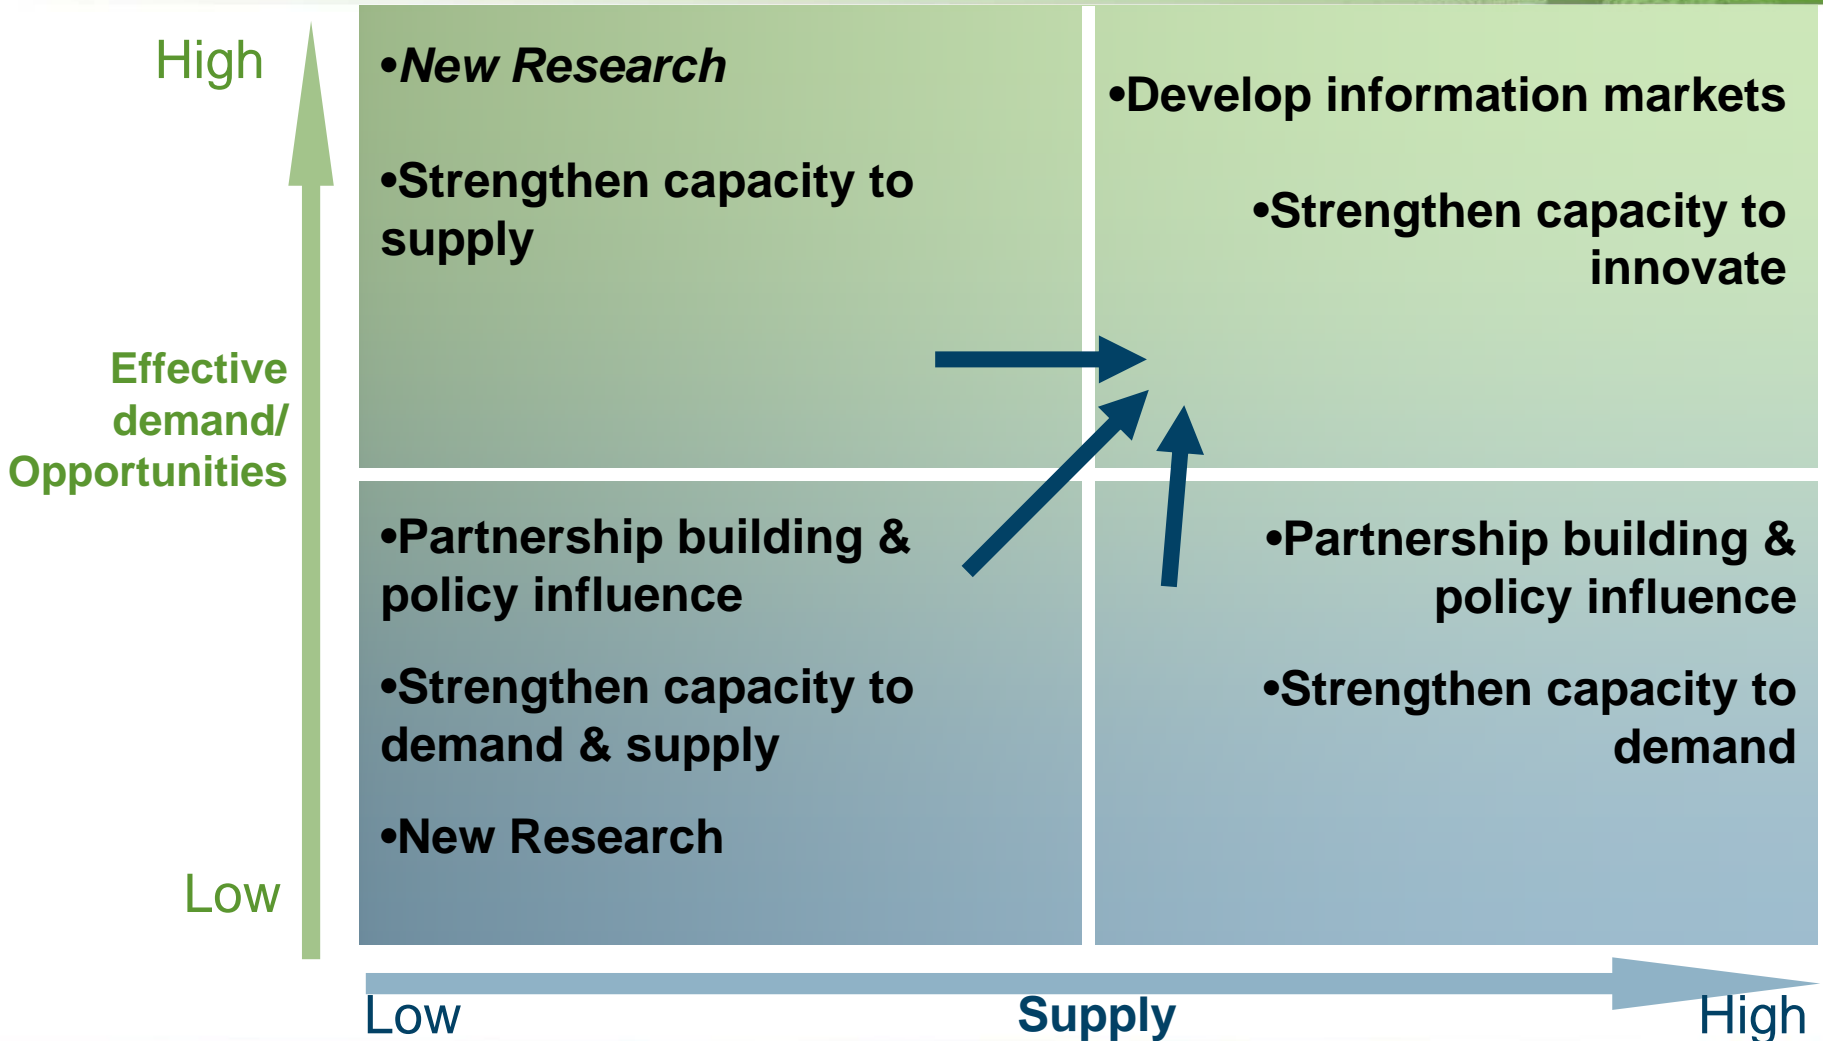 High
•New Research
•Strengthen capacity to
supply
•Develop information markets
•Strengthen capacity to
innovate
Effective
demand/
Opportunities
•Partnership building &
policy influence
•Strengthen capacity to
demand & supply
•New Research
•Partnership building &
policy influence
•Strengthen capacity to
demand
Low
Low
Supply
High